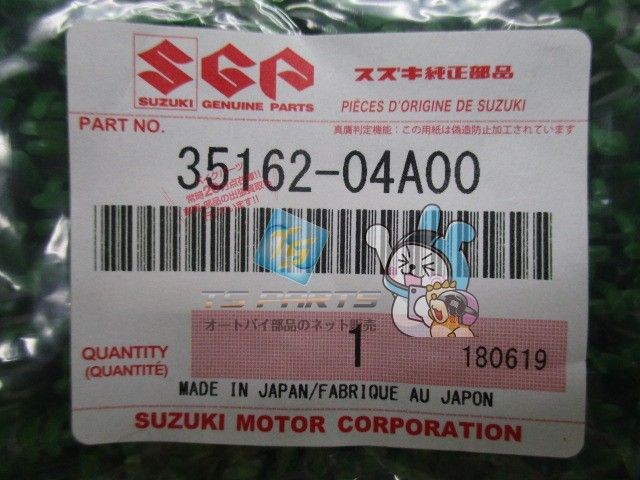 SGP
スズキ純正部品
SUZUKI GENUINE PARTS
PIÈCES D'ORIGINE DE SUZUKI
PART NO.
真贋判定機能：この用紙は偽造防止加工されています
35162-04A00
TS PARTS
オートバイ部品のネット販売
QUANTITY
(QUANTITÉ)
1
180619
MADE IN JAPAN/FABRIQUE AU JAPON
SUZUKI MOTOR CORPORATION